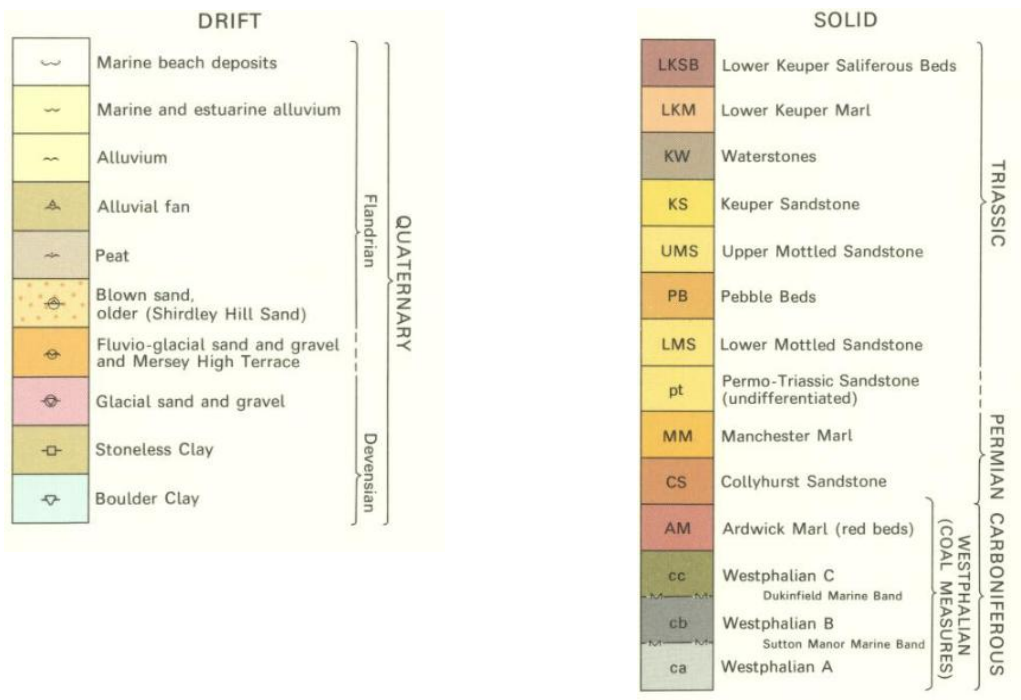 DRIFT
Marine beach deposits
Marine and estuarine alluvium
Alluvium
Alluvial fan
Peat
Blown sand,
older (Shirdley Hill Sand)
Fluvio-glacial sand and gravel
and Mersey High Terrace
Glacial sand and gravel
Stoneless Clay
Boulder Clay
Flandrian
Devensian
QUATERNARY
SOLID
LKSB Lower Keuper Saliferous Beds
LKM Lower Keuper Marl
KW Waterstones
KS Keuper Sandstone
UMS Upper Mottled Sandstone
PB Pebble Beds
LMS Lower Mottled Sandstone
pt Permo-Triassic Sandstone
(undifferentiated)
MM Manchester Marl
CS Collyhurst Sandstone
AM Ardwick Marl (red beds)
cc Westphalian C
M M Dukinfield Marine Band
cb Westphalian B
M M Sutton Manor Marine Band
ca Westphalian A
TRIASSIC
PERMIAN
CARBONIFEROUS
WESTPHALIAN
(COAL MEASURES)